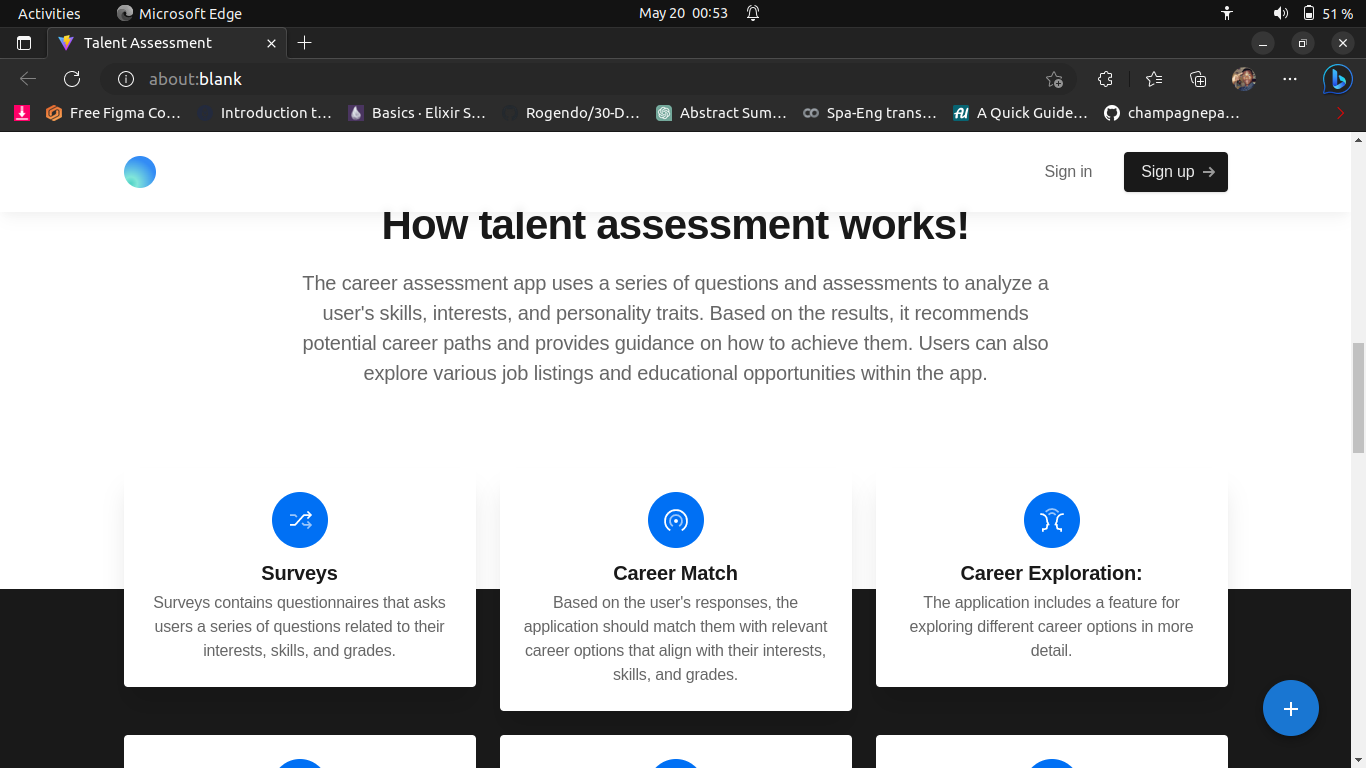 Activities Microsoft Edge May 20 00:53 51 %
Talent Assessment
about:blank
Free Figma Co… Introduction t… Basics · Elixir S… Rogendo/30-D… Abstract Sum… Spa-Eng trans… A Quick Guide… champagnepa…
Sign in Sign up
How talent assessment works!
The career assessment app uses a series of questions and assessments to analyze a
user's skills, interests, and personality traits. Based on the results, it recommends
potential career paths and provides guidance on how to achieve them. Users can also
explore various job listings and educational opportunities within the app.
Surveys
Surveys contains questionnaires that asks
users a series of questions related to their
interests, skills, and grades.
Career Match
Based on the user's responses, the
application should match them with relevant
career options that align with their interests,
skills, and grades.
Career Exploration:
The application includes a feature for
exploring different career options in more
detail.